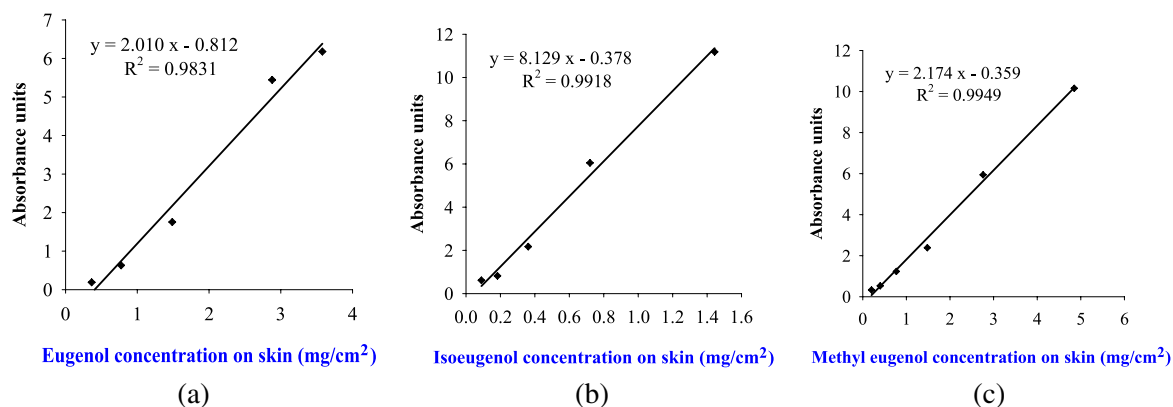 Absorbance units
7
6
5
4
3
2
1
0
y = 2.010 x - 0.812
R² = 0.9831
0 1 2 3 4
Eugenol concentration on skin (mg/cm²)
(a)
Absorbance units
12
10
8
6
4
2
0
y = 8.129 x - 0.378
R² = 0.9918
0.0 0.2 0.4 0.6 0.8 1.0 1.2 1.4 1.6
Isoeugenol concentration on skin (mg/cm²)
(b)
Absorbance units
12
10
8
6
4
2
0
y = 2.174 x - 0.359
R² = 0.9949
0 1 2 3 4 5 6
Methyl eugenol concentration on skin (mg/cm²)
(c)